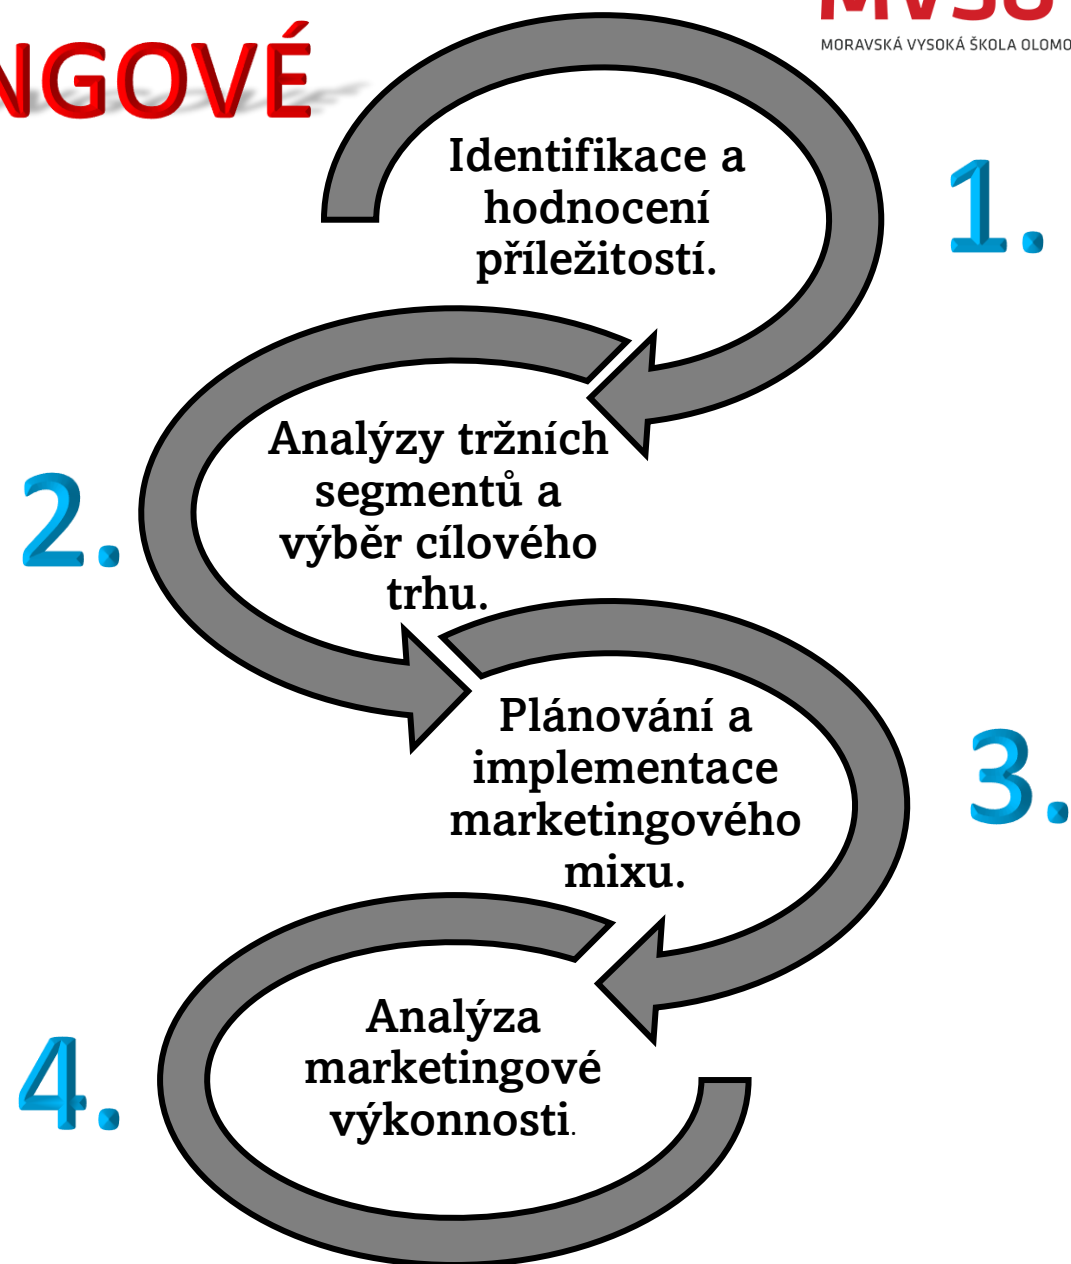 NGOVÉ
MORAVSKÁ VYSOKÁ ŠKOLA OLOMO
Identifikace a
hodnocení
příležitostí.
1.
Analýzy tržních
segmentů a
výběr cílového
trhu.
2.
Plánování a
implementace
marketingového
mixu.
3.
Analýza
marketingové
výkonnosti.
4.